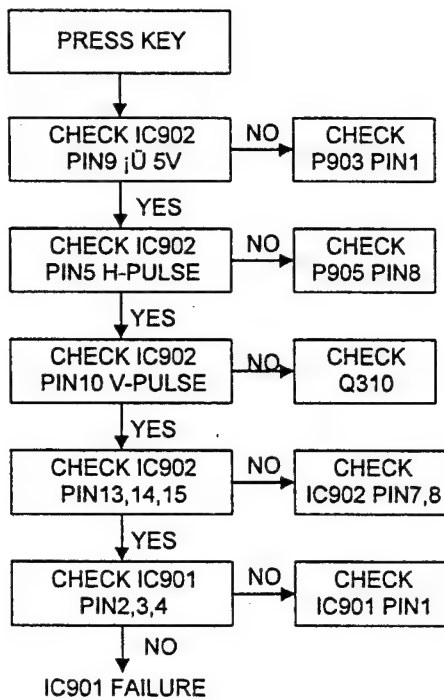 PRESS KEY
CHECK IC902
PIN9 ¡Ü 5V
NO
CHECK
P903 PIN1
YES
CHECK IC902
PIN5 H-PULSE
NO
CHECK
P905 PIN8
YES
CHECK IC902
PIN10 V-PULSE
NO
CHECK
Q310
YES
CHECK IC902
PIN13,14,15
NO
CHECK
IC902 PIN7,8
YES
CHECK IC901
PIN2,3,4
NO
CHECK
IC901 PIN1
NO
IC901 FAILURE